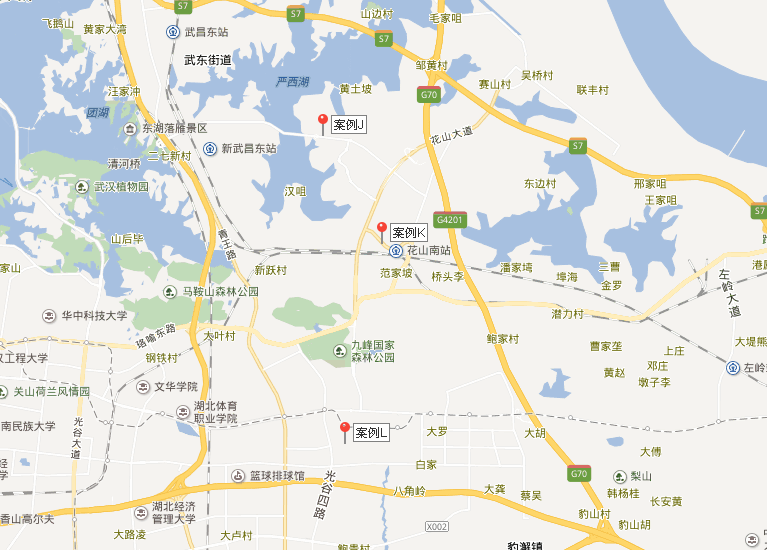 飞鹅山
黄家大湾
S7
武昌东站
武东街道
S7
山边村
毛家咀
S7
邹黄村
吴桥村
赛山村
联丰村
汪家冲
团湖
严西湖
黄土坡
G70
东湖落雁景区
案例J
花山大道
二七新村
新武昌东站
S7
清河桥
武汉植物园
汉咀
东边村
邢家咀
王家咀
S7
G4201
山后毕
青王路
案例K
花山南站
家山
新跃村
范家坡
桥头李
潘家塆
埠海
三曹
金罗
左岭大道
港
马鞍山森林公园
华中科技大学
珞喻东路
大叶村
潜力村
鲍家村
九峰国家
森林公园
曹家垄
上庄
大堤熊
汉工程大学
钢铁村
邓庄
黄赵
墩子李
左岭
文华学院
关山荷兰风情园
湖北体育
职业学院
南民族大学
光谷大道
案例L
大罗
大胡
大傅
白家
篮球排球馆
光谷四路
G70
梨山
八角岭
大龚
蔡吴
韩杨桂
长安黄
湖北经济
管理大学
香山高尔夫
豹山村
豹山胡
X002
大路凌
大卢村
鲍贵村
豹澥镇